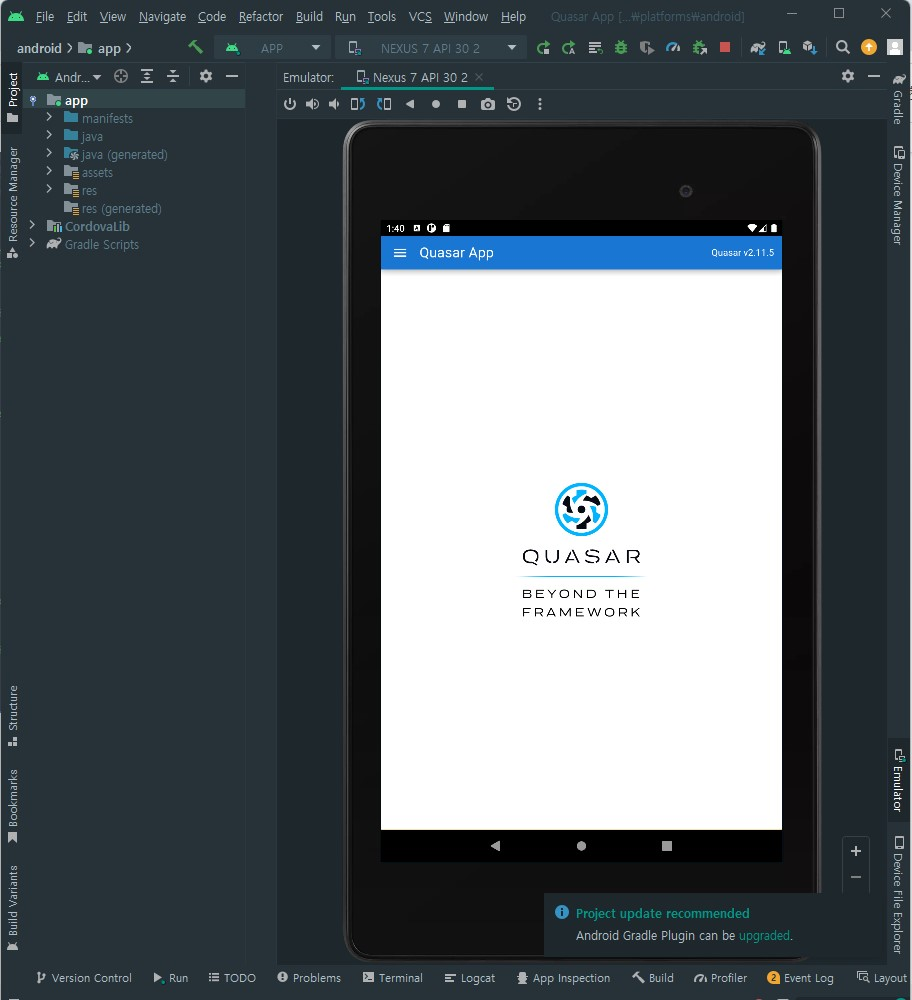 File Edit View Navigate Code Refactor Build Run Tools VCS Window Help Quasar App [...₩platforms₩android]
android app APP NEXUS 7 API 30 2
Project
Andr...
Emulator: Nexus 7 API 30 2
app
manifests
java
java (generated)
assets
res
res (generated)
CordovaLib
Gradle Scripts
Resource Manager
Structure
Bookmarks
Build Variants
1:40
Quasar App Quasar v2.11.5
QUASAR
BEYOND THE
FRAMEWORK
Gradle
Device Manager
Emulator
Device File Explorer
Project update recommended
Android Gradle Plugin can be upgraded.
Version Control Run TODO Problems Terminal Logcat App Inspection Build Profiler 2 Event Log Layout